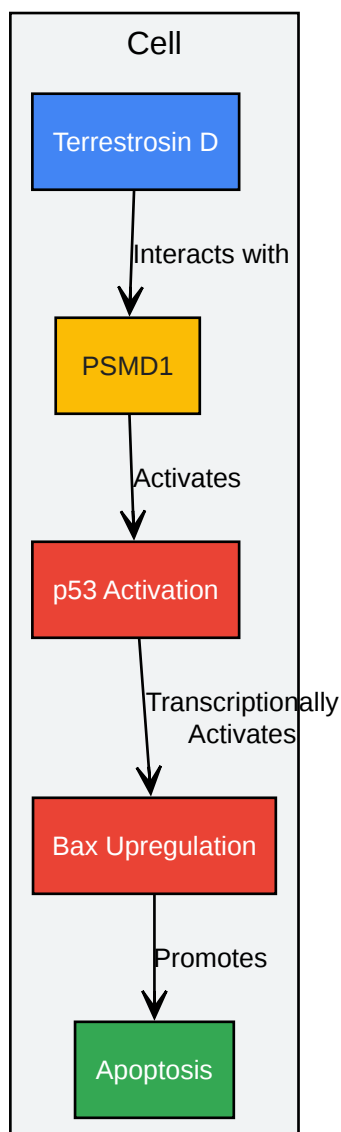 Cell
Terrestrosin D
Interacts with
PSMD1
Activates
p53 Activation
Transcriptionally
Activates
Bax Upregulation
Promotes
Apoptosis